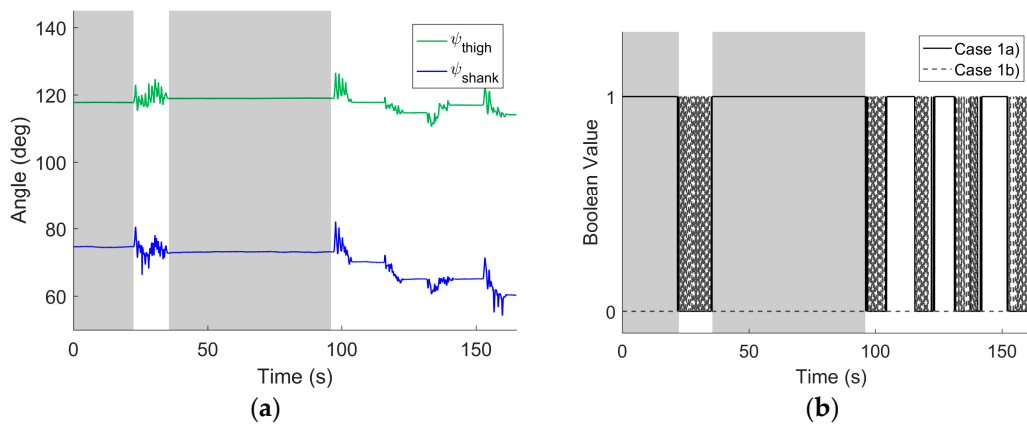 140
120
100
80
60
Angle (deg)
0
50
100
150
Time (s)
ψthigh
ψshank
(a)
1
0
Boolean Value
0
50
100
150
Time (s)
Case 1a)
Case 1b)
(b)